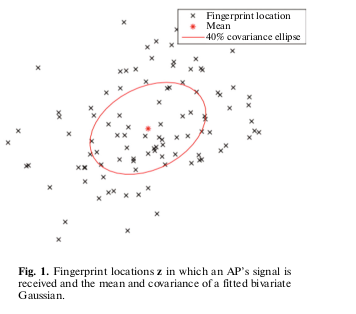 Fingerprint location
Mean
40% covariance ellipse
Fig. 1. Fingerprint locations z in which an AP's signal is
received and the mean and covariance of a fitted bivariate
Gaussian.